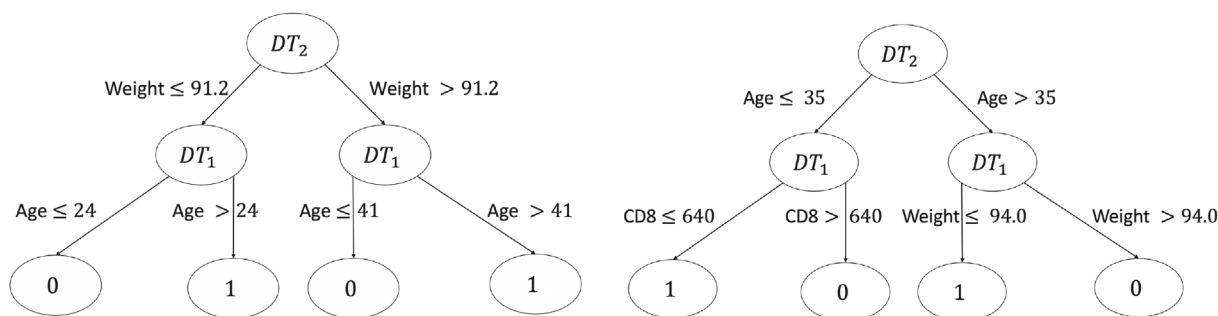 DT₂
Weight ≤ 91.2
Weight > 91.2
DT₁
DT₁
Age ≤ 24
Age > 24
Age ≤ 41
Age > 41
0
1
0
1
DT₂
Age ≤ 35
Age > 35
DT₁
DT₁
CD8 ≤ 640
CD8 > 640
Weight ≤ 94.0
Weight > 94.0
1
0
1
0